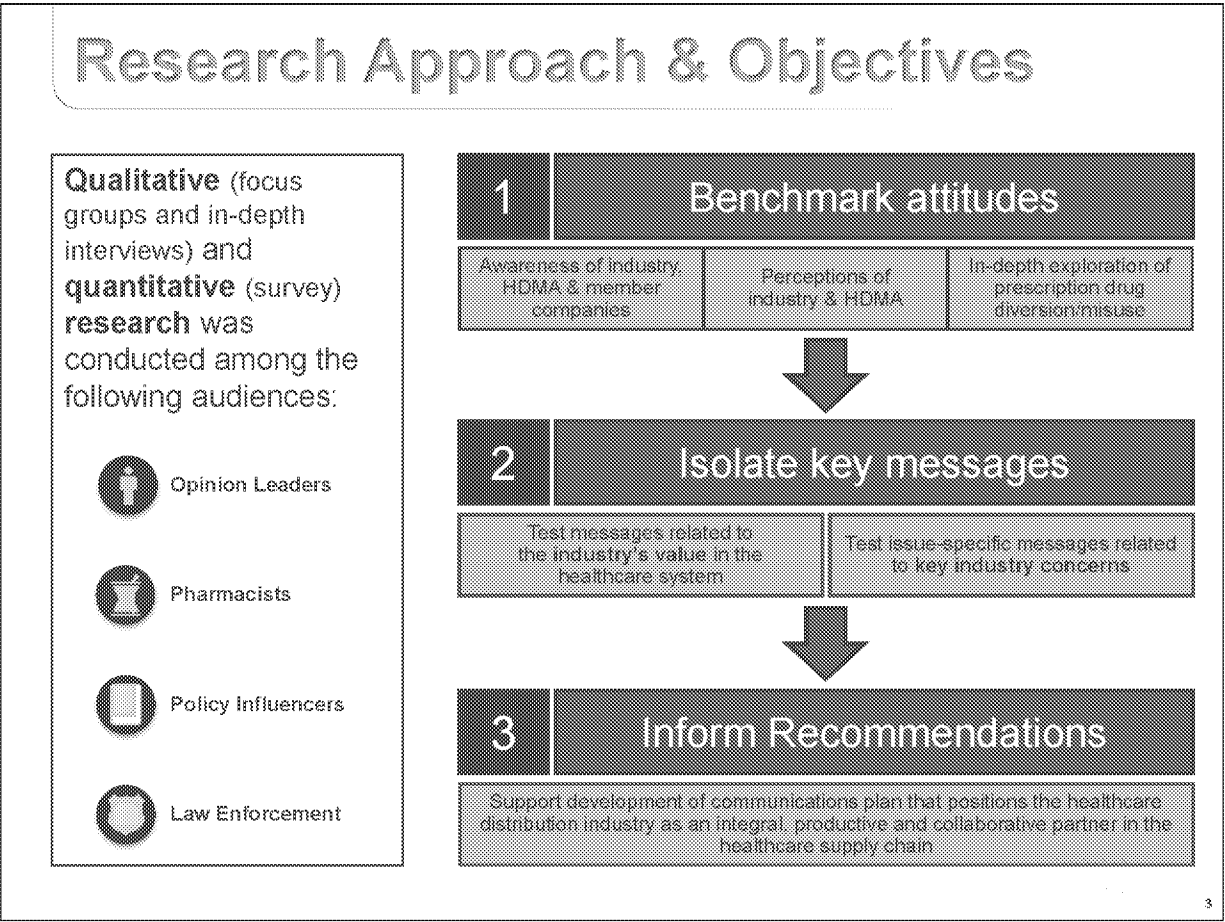 Research Approach & Objectives
Qualitative (focus
groups and in-depth
interviews) and
quantitative (survey)
research was
conducted among the
following audiences:
Opinion Leaders
Pharmacists
Policy Influencers
Law Enforcement
1
Benchmark attitudes
Awareness of industry,
HDMA & member
companies
Perceptions of
industry & HDMA
In-depth exploration of
prescription drug
diversion/misuse
2
Isolate key messages
Test messages related to
the industry's value in the
healthcare system
Test issue-specific messages related
to key industry concerns
3
Inform Recommendations
Support development of communications plan that positions the healthcare
distribution industry as an integral, productive and collaborative partner in the
healthcare supply chain
3